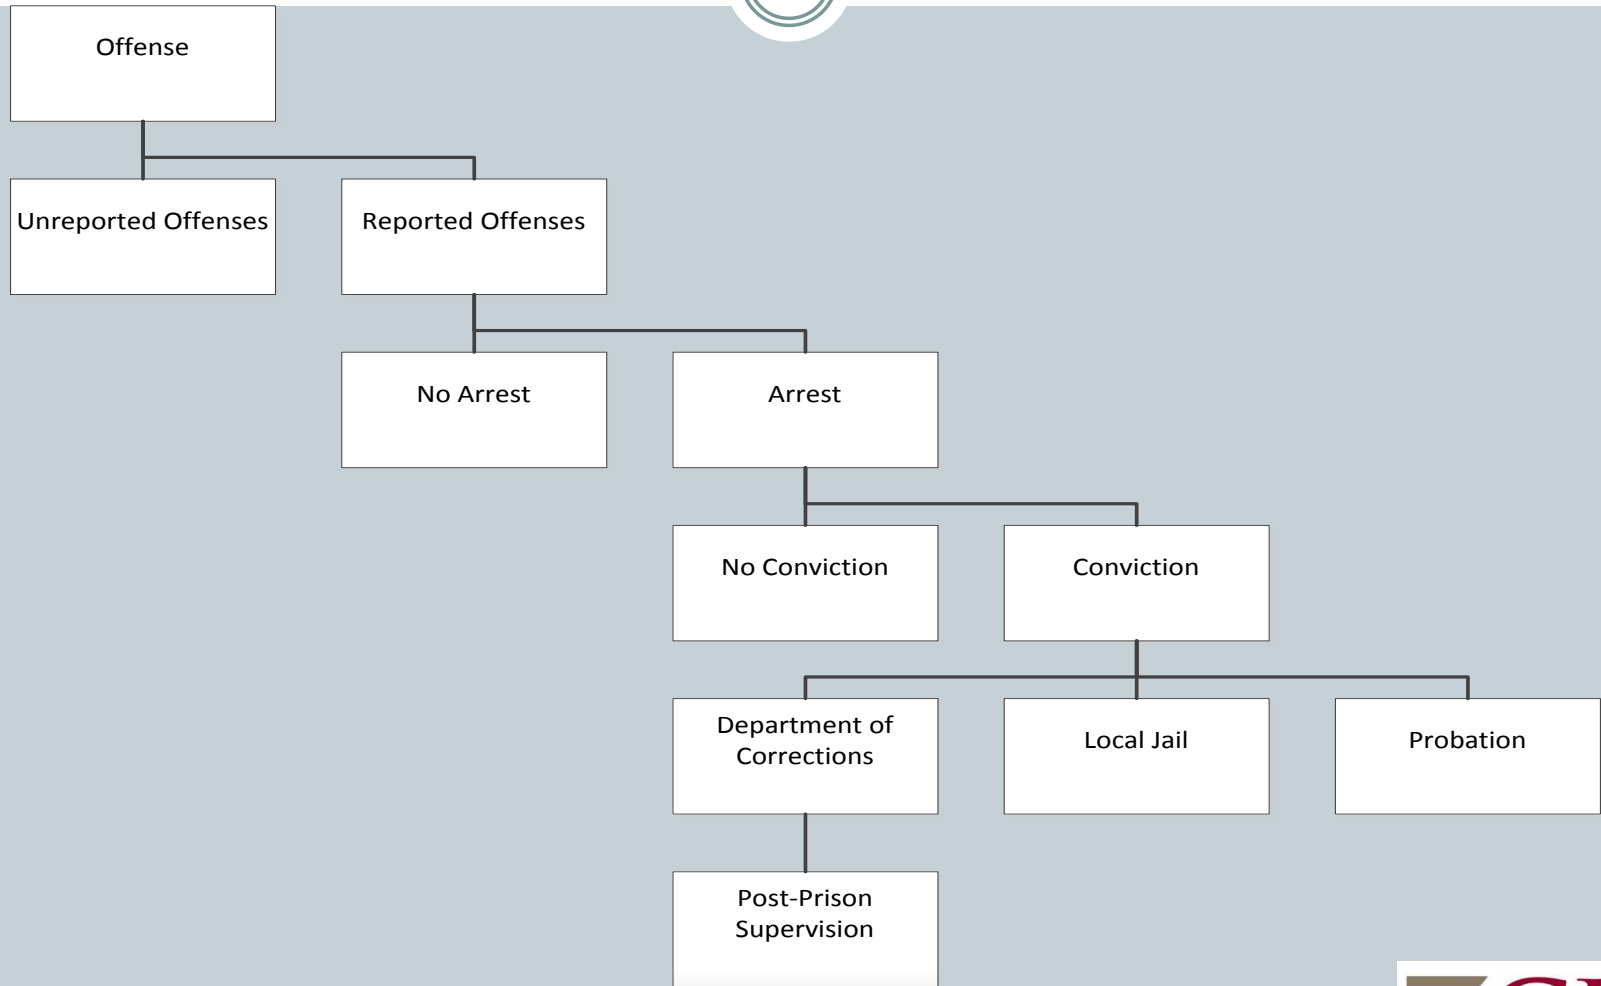 Offense
Unreported Offenses
Reported Offenses
No Arrest
Arrest
No Conviction
Conviction
Department of
Corrections
Local Jail
Probation
Post-Prison
Supervision